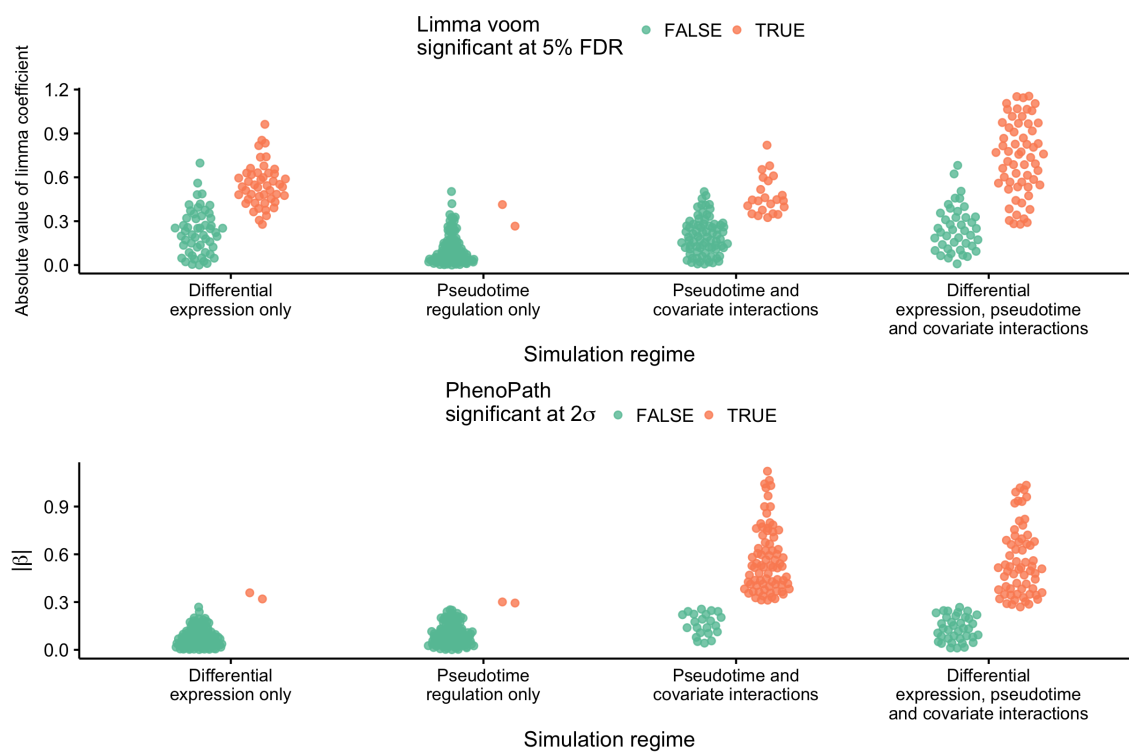 Limma voom
significant at 5% FDR
FALSE TRUE
Absolute value of limma coefficient
1.2
0.9
0.6
0.3
0.0
Differential
expression only
Pseudotime
regulation only
Pseudotime and
covariate interactions
Differential
expression, pseudotime
and covariate interactions
Simulation regime
PhenoPath
significant at 2σ
FALSE TRUE
|β|
0.9
0.6
0.3
0.0
Differential
expression only
Pseudotime
regulation only
Pseudotime and
covariate interactions
Differential
expression, pseudotime
and covariate interactions
Simulation regime